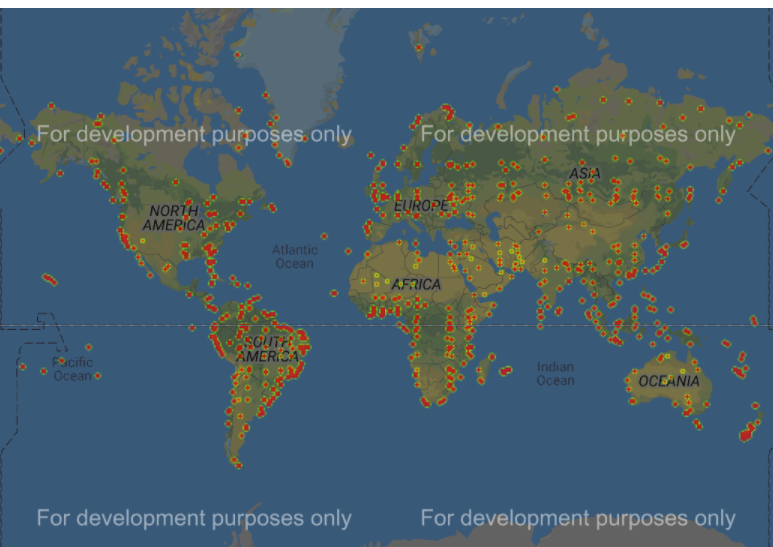 For development purposes only
For development purposes only
ASIA
NORTH
AMERICA
EUROPE
Atlantic
Ocean
AFRICA
SOUTH
AMERICA
Pacific
Ocean
Indian
Ocean
OCEANIA
For development purposes only
For development purposes only